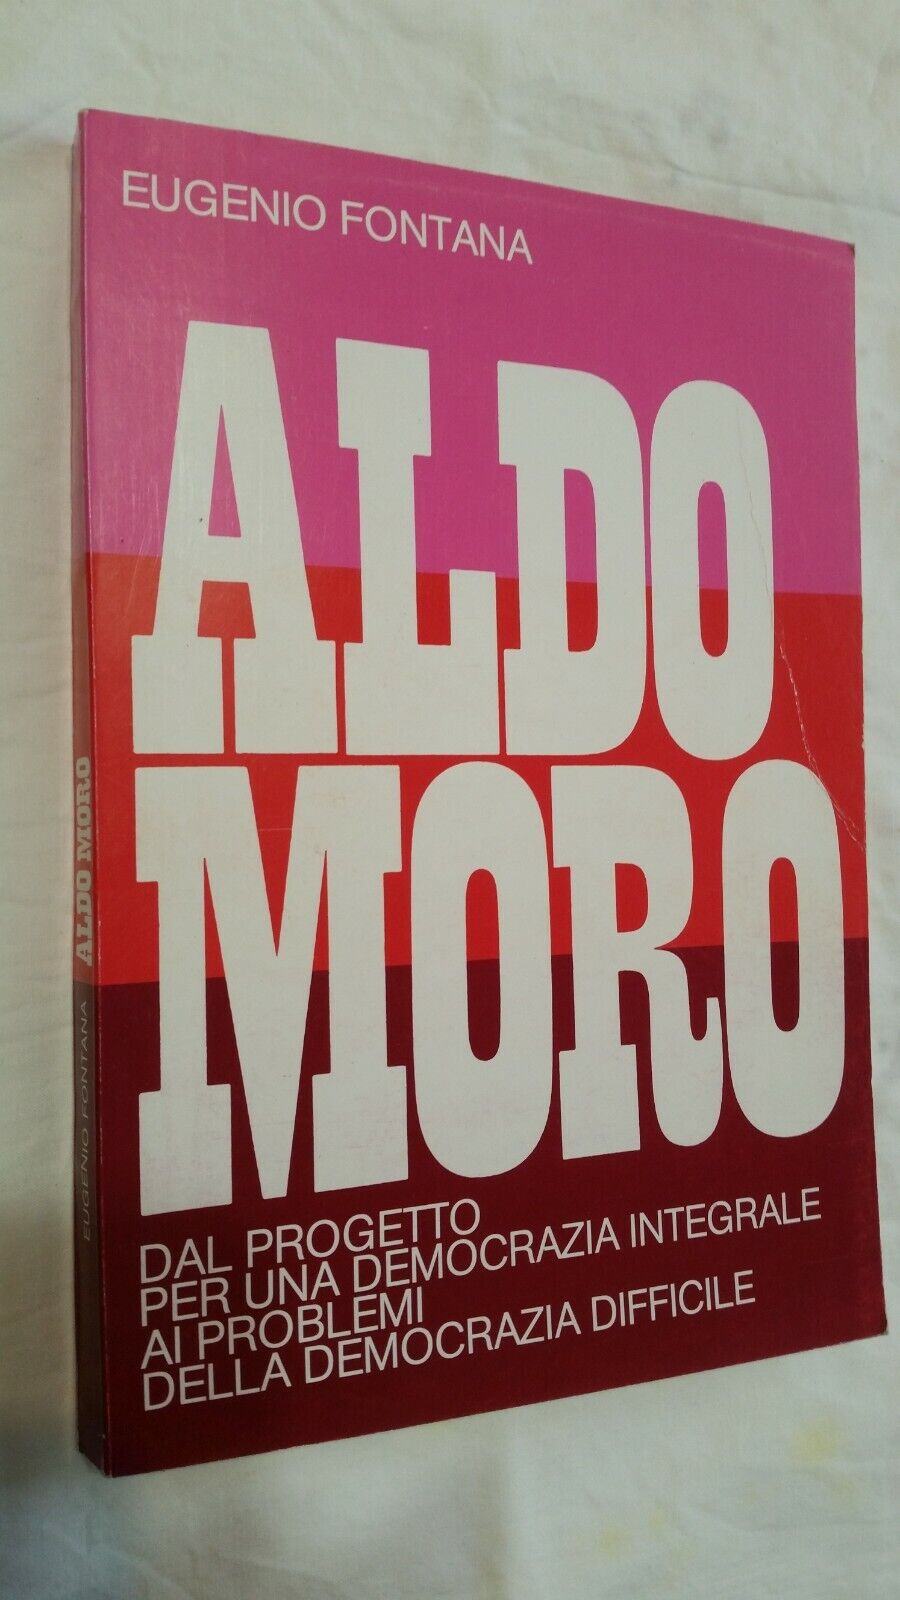 EUGENIO FONTANA
ALDO
MORO
DAL PROGETTO
PER UNA DEMOCRAZIA INTEGRALE
AI PROBLEMI
DELLA DEMOCRAZIA DIFFICILE
EUGENIO FONTANA ALDO MORO